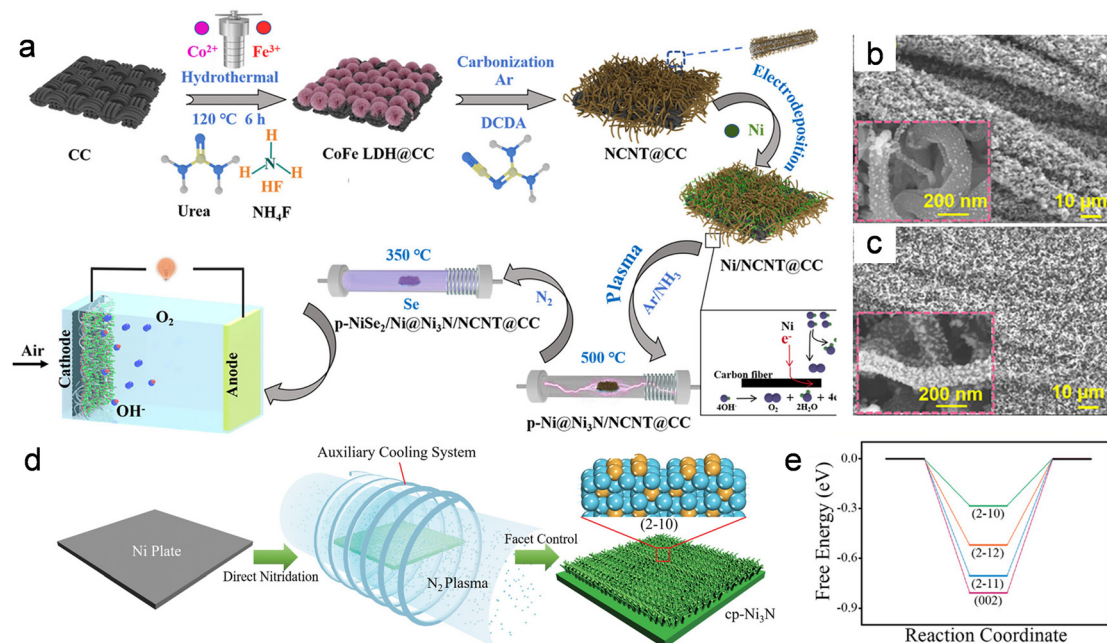 a
Co2+
Fe3+
Hydrothermal
120 °C 6 h
CC
Urea
H
N
H
H
HF
NH4F
CoFe LDH@CC
Carbonization
Ar
DCDA
NCNT@CC
Electrodeposition
Ni
Ni/NCNT@CC
Plasma
Ar/NH3
500 °C
p-Ni@Ni3N/NCNT@CC
N2
350 °C
Se
p-NiSe2/Ni@Ni3N/NCNT@CC
Ni
e-
Carbon fiber
4OH-
O2
+
2H2O
+
Air
Cathode
O2
OH-
Anode
b
200 nm
10 µm
c
200 nm
10 µm
d
Ni Plate
Direct Nitridation
Auxiliary Cooling System
N2 Plasma
Facet Control
(2-10)
cp-Ni3N
e
Free Energy (eV)
0.0
-0.3
-0.6
-0.9
(2-10)
(2-12)
(2-11)
(002)
Reaction Coordinate